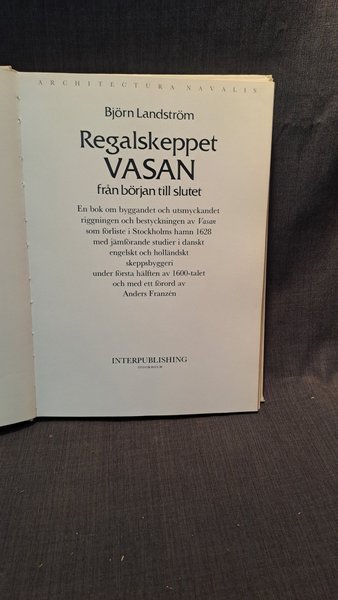 ARCHITECTURA NAVALIS
Björn Landström
Regalskeppet
VASAN
från början till slutet
En bok om byggandet och utsmyckandet
riggningen och bestyckningen av Vasan
som förliste i Stockholms hamn 1628
med jämförande studier i danskt
engelskt och holländskt
skeppsbyggeri
under första hälften av 1600-talet
och med ett förord av
Anders Franzén
INTERPUBLISHING
STOCKHOLM